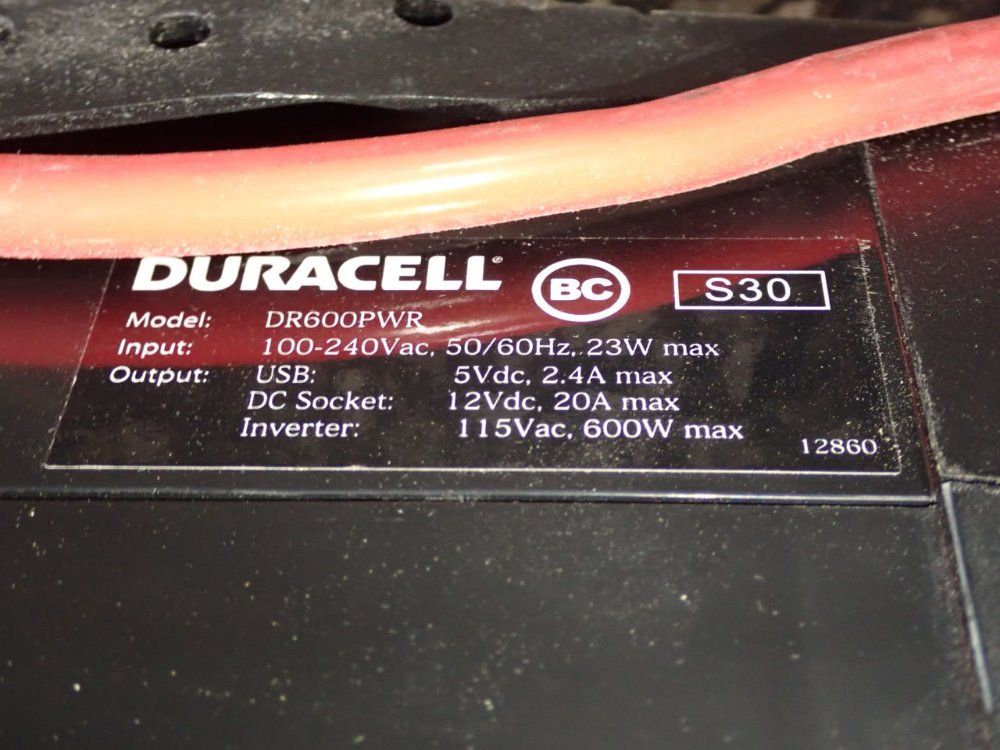 DURACELL® BC S30
Model: DR600PWR
Input: 100-240Vac, 50/60Hz, 23W max
Output: USB: 5Vdc, 2.4A max
DC Socket: 12Vdc, 20A max
Inverter: 115Vac, 600W max
12860